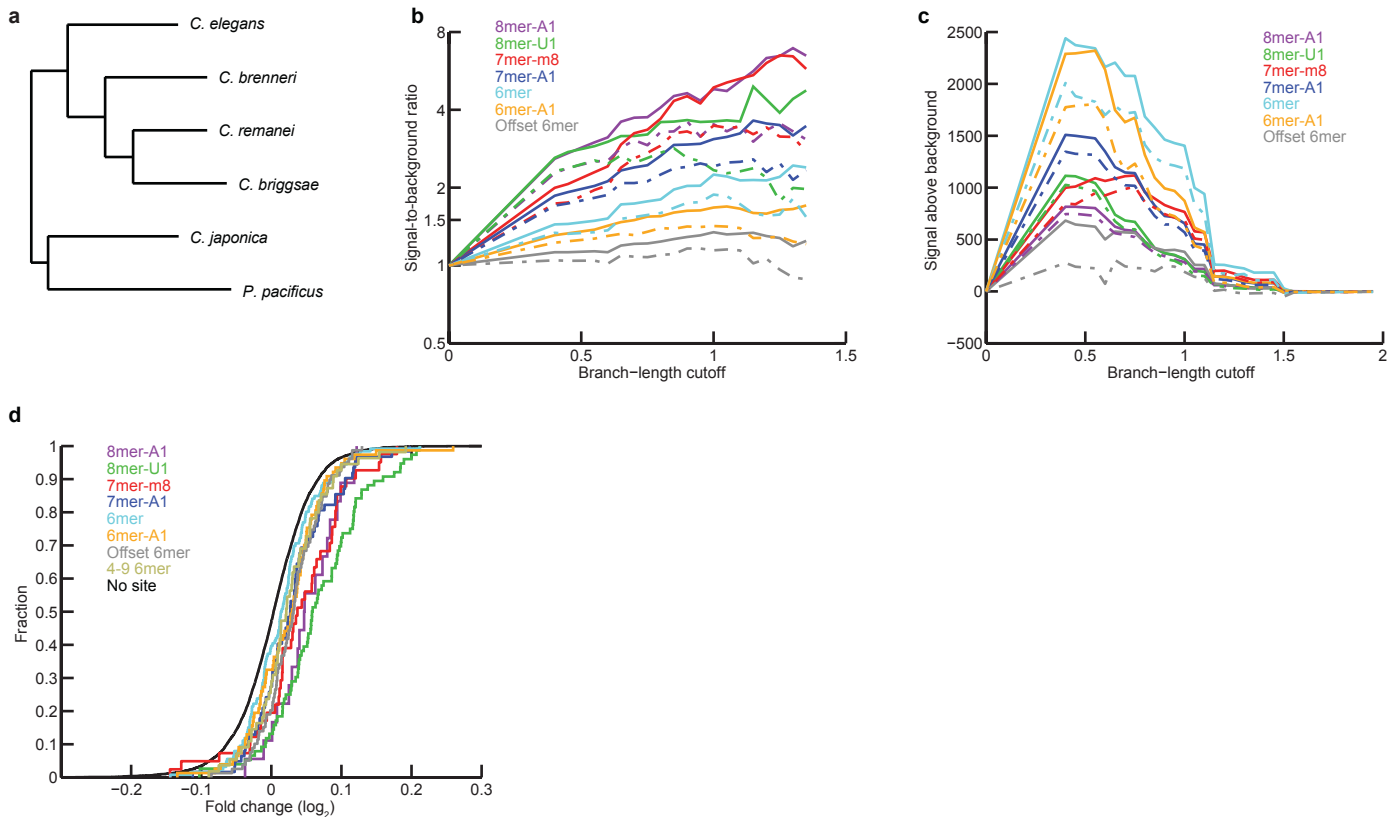 a
C. elegans
C. brenneri
C. remanei
C. briggsae
C. japonica
P. pacificus
b
8mer-A1
8mer-U1
7mer-m8
7mer-A1
6mer
6mer-A1
Offset 6mer
Signal-to-background ratio
8
4
2
1.5
1
0.5
0
0.5
1
1.5
Branch−length cutoff
c
8mer-A1
8mer-U1
7mer-m8
7mer-A1
6mer
6mer-A1
Offset 6mer
Signal above background
2500
2000
1500
1000
500
0
−500
0
0.5
1
1.5
2
Branch−length cutoff
d
8mer-A1
8mer-U1
7mer-m8
7mer-A1
6mer
6mer-A1
Offset 6mer
4-9 6mer
No site
Fraction
1
0.9
0.8
0.7
0.6
0.5
0.4
0.3
0.2
0.1
0
−0.2
−0.1
0
0.1
0.2
0.3
Fold change (log2)